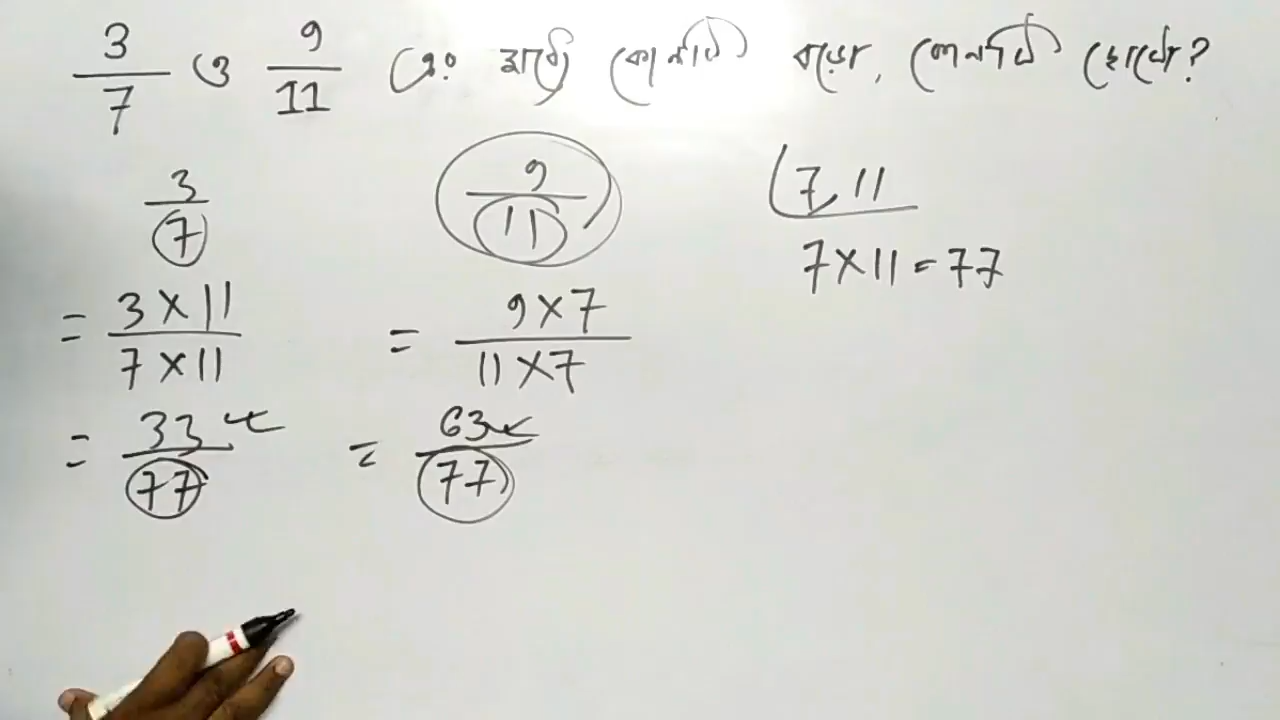 3/7 ও 9/11 এর মধ্যে কোনটি বড়ো, কোনটি ছোটো?
3/7 9/11 7, 11
7×11=77
= 3×11/7×11 = 9×7/11×7
= 33/77 = 63/77